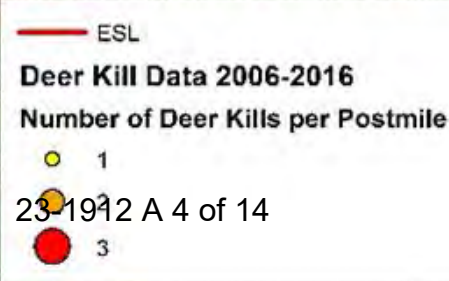 ESL
Deer Kill Data 2006-2016
Number of Deer Kills per Postmile
1
2
23-1912 A 4 of 14
3